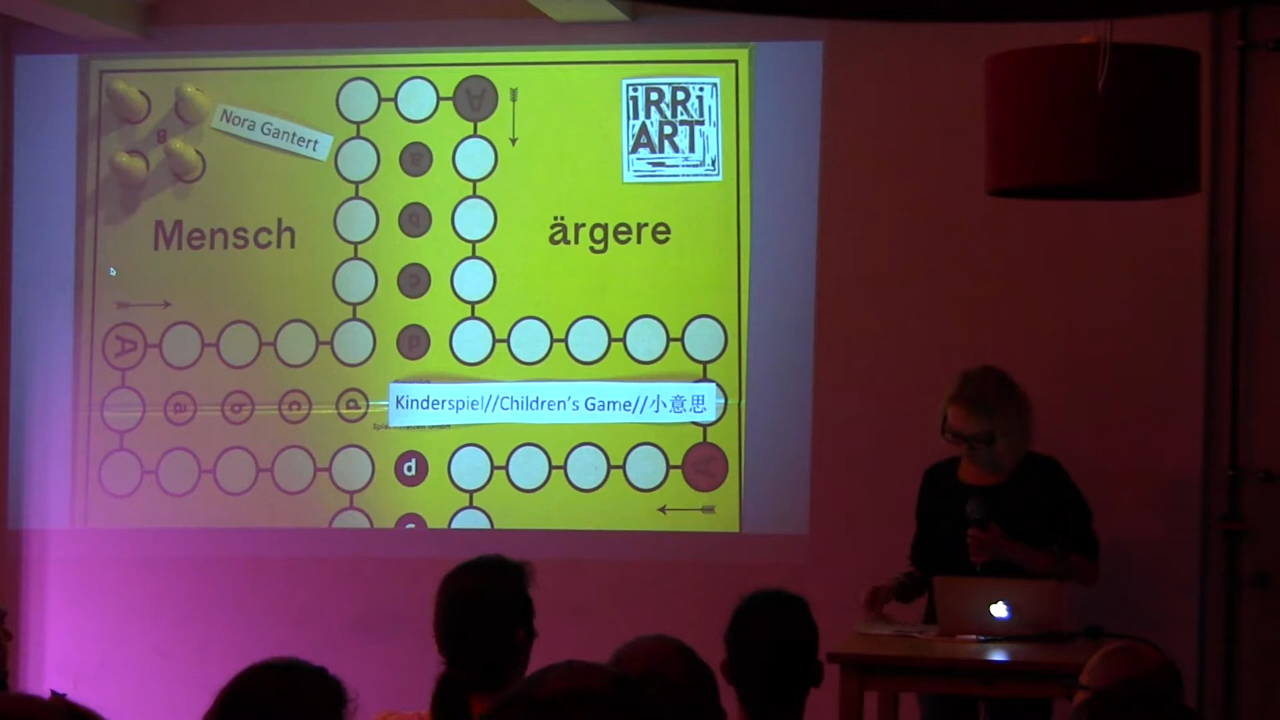 Nora Gantert
iRRi
ART
Mensch
ärgere
A
B
a
b
c
d
A
a
b
c
d
Kinderspiel//Children's Game//小意思
d
A